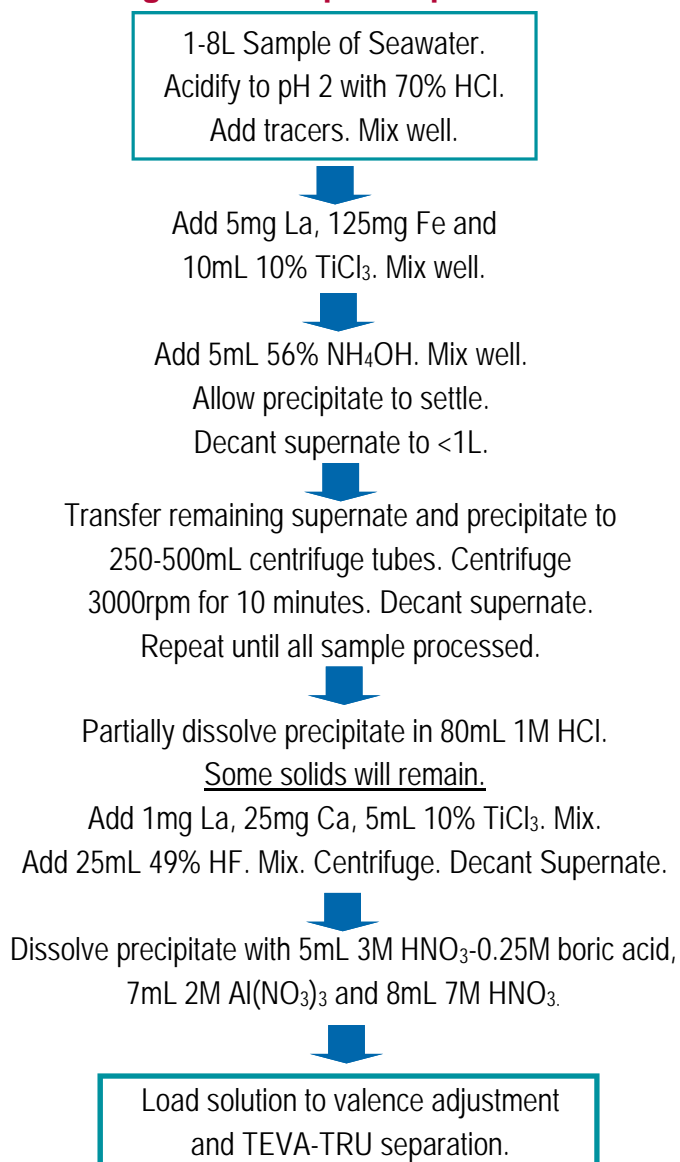 1-8L Sample of Seawater.
Acidify to pH 2 with 70% HCl.
Add tracers. Mix well.
Add 5mg La, 125mg Fe and
10mL 10% TiCl₃. Mix well.
Add 5mL 56% NH₄OH. Mix well.
Allow precipitate to settle.
Decant supernate to <1L.
Transfer remaining supernate and precipitate to
250-500mL centrifuge tubes. Centrifuge
3000rpm for 10 minutes. Decant supernate.
Repeat until all sample processed.
Partially dissolve precipitate in 80mL 1M HCl.
Some solids will remain.
Add 1mg La, 25mg Ca, 5mL 10% TiCl₃. Mix.
Add 25mL 49% HF. Mix. Centrifuge. Decant Supernate.
Dissolve precipitate with 5mL 3M HNO₃-0.25M boric acid,
7mL 2M Al(NO₃)₃ and 8mL 7M HNO₃.
Load solution to valence adjustment
and TEVA-TRU separation.